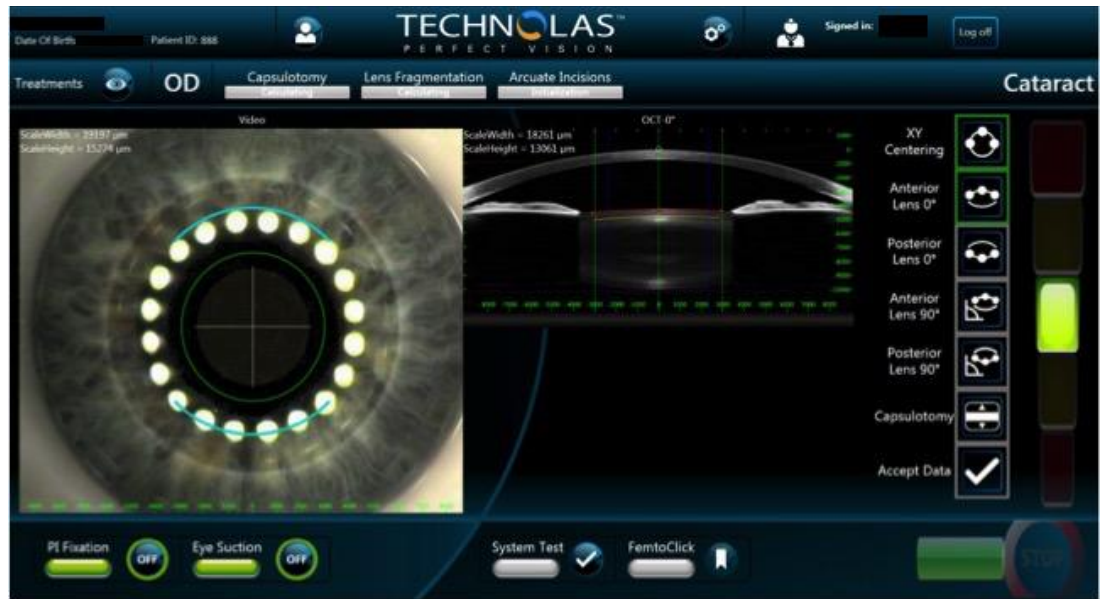 TECHNOLAS™
PERFECT VISION
Date Of Birth
Patient ID: 888
Signed in:
Log off
Treatments
OD
Capsulotomy
Calculating
Lens Fragmentation
Calculating
Arcuate Incisions
Initialization
Cataract
Video
ScaleWidth = 19197 µm
ScaleHeight = 15274 µm
OCT-0°
ScaleWidth = 18261 µm
ScaleHeight = 13061 µm
XY
Centering
Anterior
Lens 0°
Posterior
Lens 0°
Anterior
Lens 90°
Posterior
Lens 90°
Capsulotomy
Accept Data
PI Fixation
OFF
Eye Suction
OFF
System Test
FemtoClick
STOP